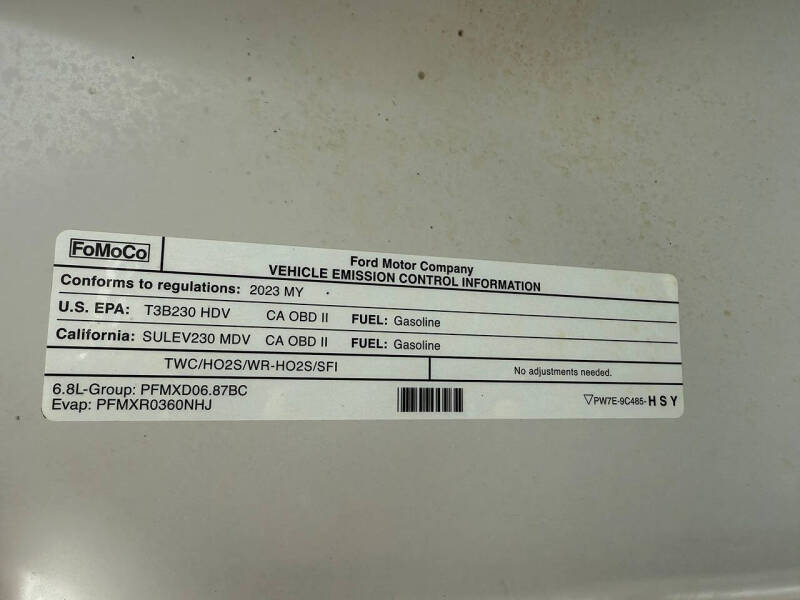 FoMoCo
Ford Motor Company
VEHICLE EMISSION CONTROL INFORMATION
Conforms to regulations: 2023 MY
U.S. EPA: T3B230 HDV CA OBD II FUEL: Gasoline
California: SULEV230 MDV CA OBD II FUEL: Gasoline
TWC/HO2S/WR-HO2S/SFI
No adjustments needed.
6.8L-Group: PFMXD06.87BC
Evap: PFMXR0360NHJ
▽PW7E-9C485-HSY